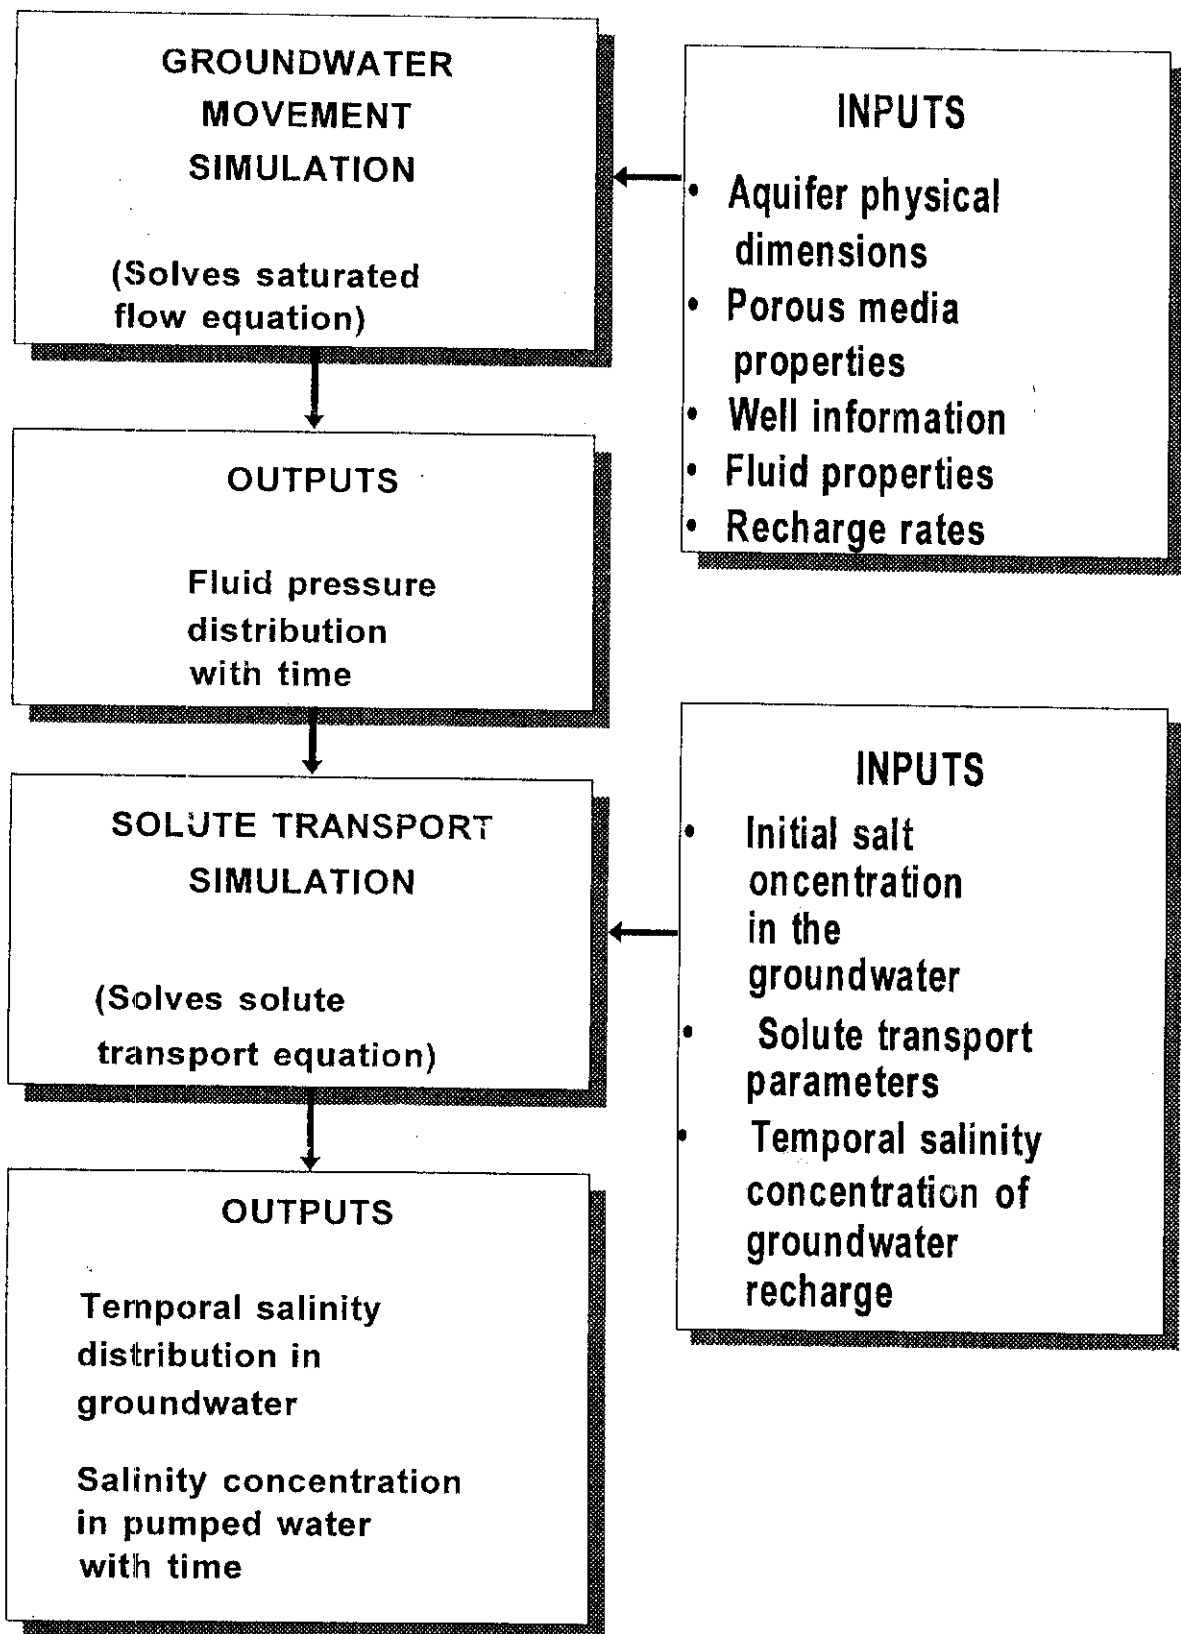 GROUNDWATER
MOVEMENT
SIMULATION
(Solves saturated
flow equation)
INPUTS
• Aquifer physical
dimensions
• Porous media
properties
• Well information
• Fluid properties
• Recharge rates
OUTPUTS
Fluid pressure
distribution
with time
SOLUTE TRANSPORT
SIMULATION
(Solves solute
transport equation)
INPUTS
• Initial salt
oncentration
in the
groundwater
• Solute transport
parameters
• Temporal salinity
concentration of
groundwater
recharge
OUTPUTS
Temporal salinity
distribution in
groundwater
Salinity concentration
in pumped water
with time